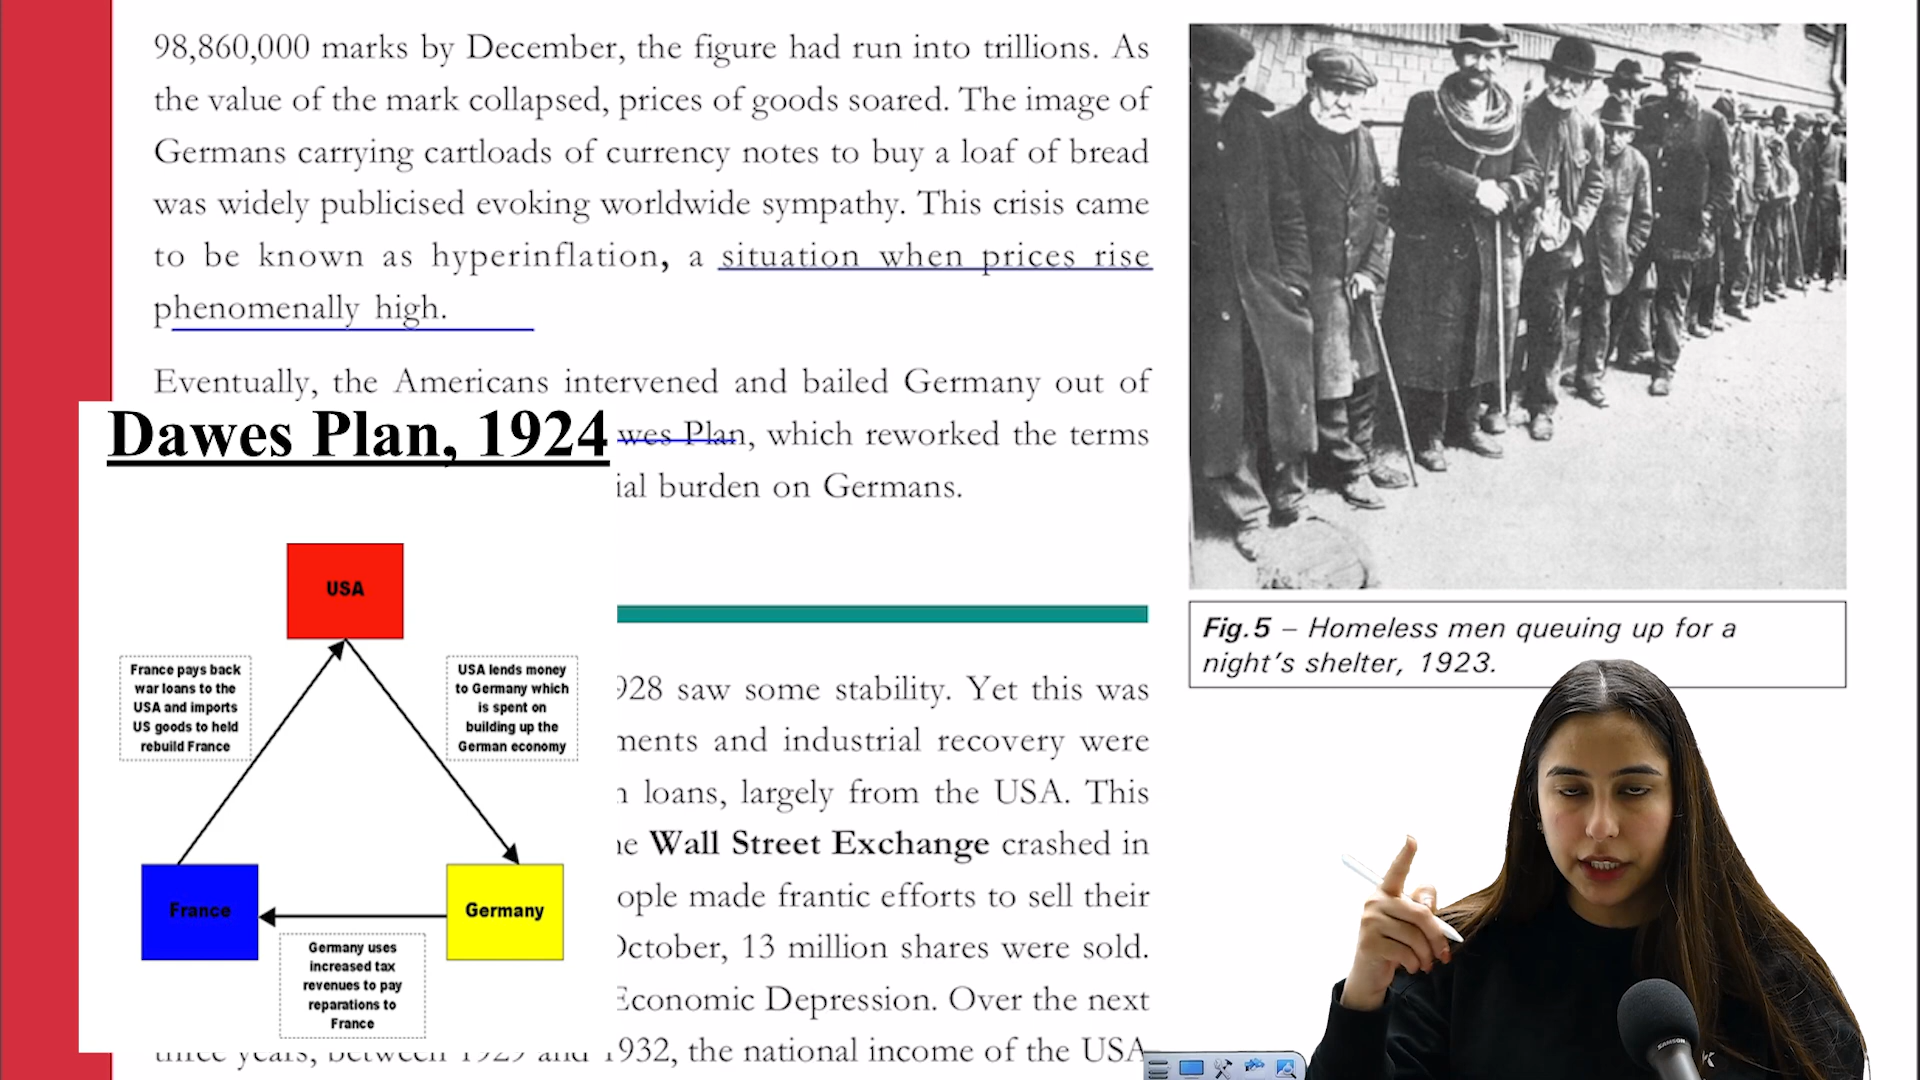 98,860,000 marks by December, the figure had run into trillions. As
the value of the mark collapsed, prices of goods soared. The image of
Germans carrying cartloads of currency notes to buy a loaf of bread
was widely publicised evoking worldwide sympathy. This crisis came
to be known as hyperinflation, a situation when prices rise
phenomenally high.
Eventually, the Americans intervened and bailed Germany out of
Plan, which reworked the terms
burden on Germans.
saw some stability. Yet this was
and industrial recovery were
loans, largely from the USA. This
Wall Street Exchange crashed in
made frantic efforts to sell their
October, 13 million shares were sold.
Economic Depression. Over the next
three years, between 1929 and 1932, the national income of the USA
Dawes Plan, 1924
USA
France pays back
war loans to the
USA and imports
US goods to held
rebuild France
USA lends money
to Germany which
is spent on
building up the
German economy
France
Germany
Germany uses
increased tax
revenues to pay
reparations to
France
Fig.5 – Homeless men queuing up for a
night's shelter, 1923.
SAMSON